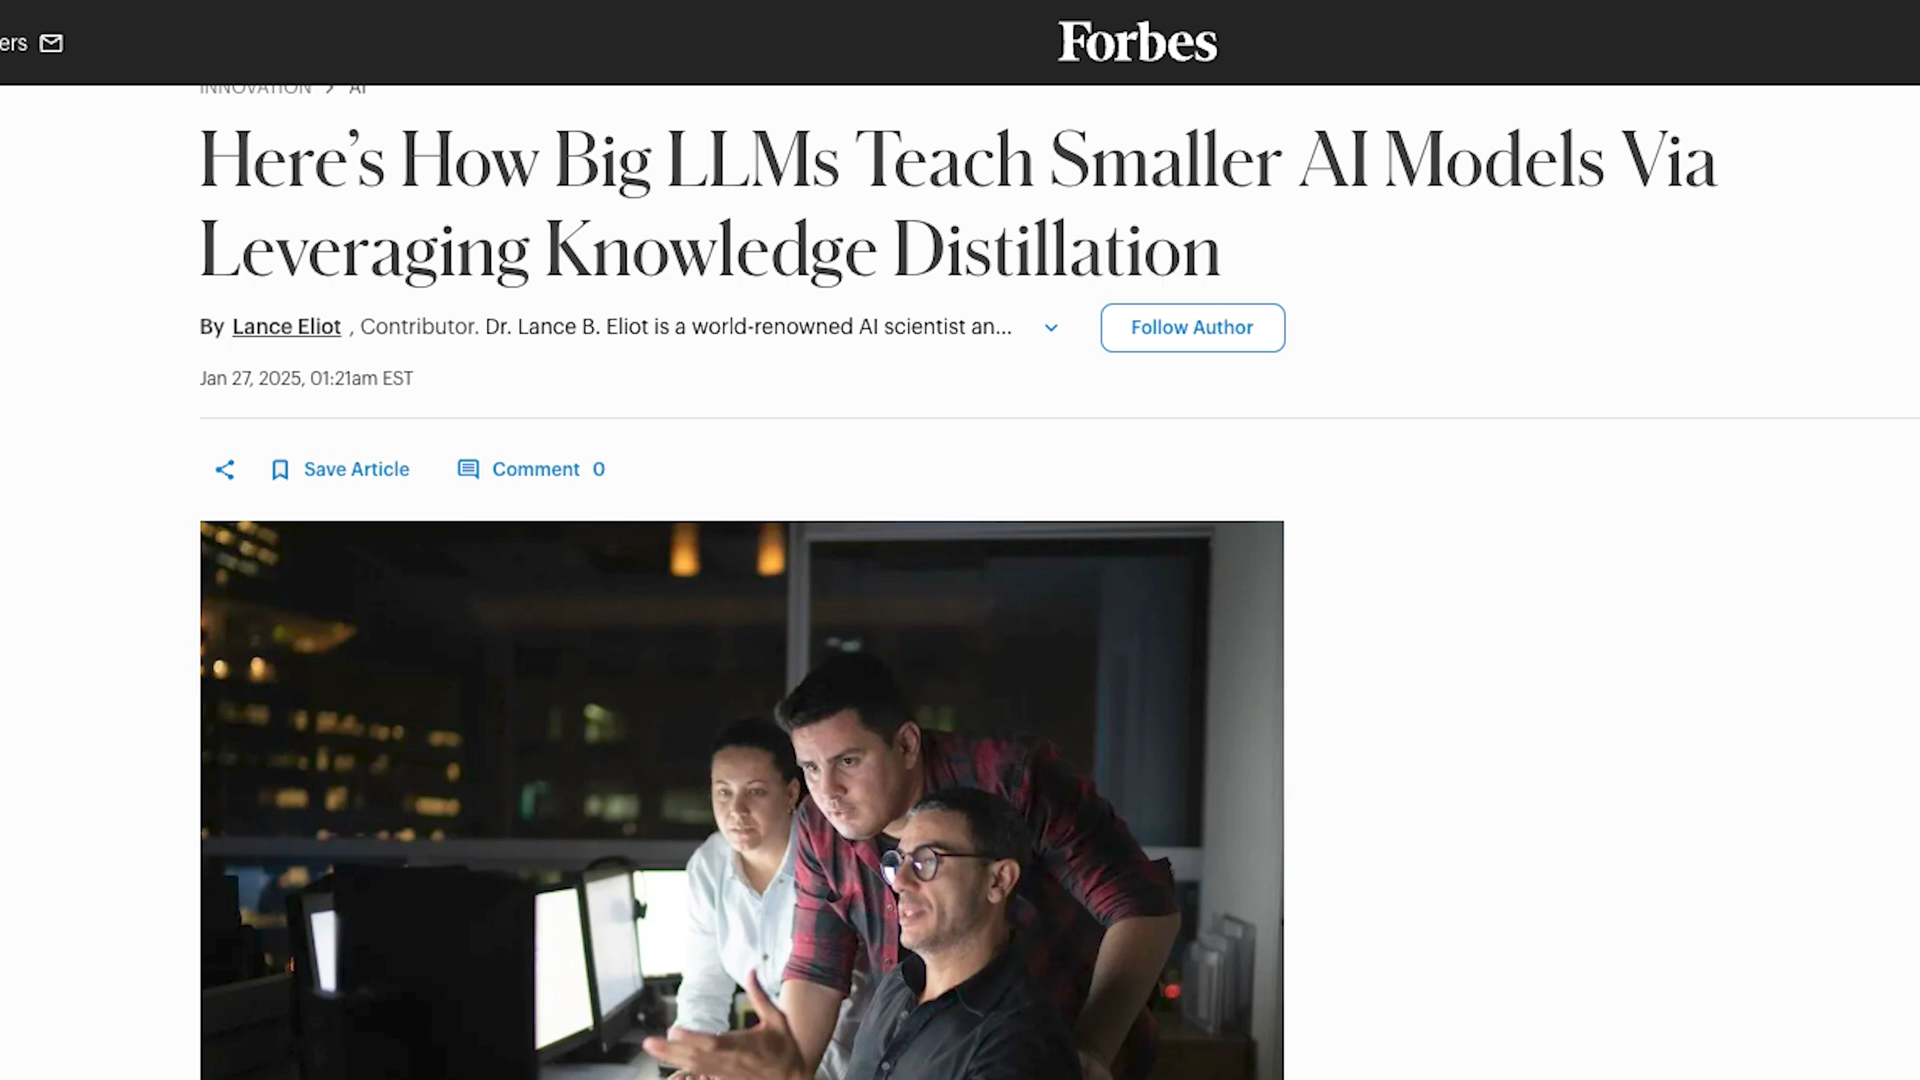 ers
Forbes
INNOVATION > AI
Here’s How Big LLMs Teach Smaller AI Models Via
Leveraging Knowledge Distillation
By Lance Eliot , Contributor. Dr. Lance B. Eliot is a world-renowned AI scientist an...
Follow Author
Jan 27, 2025, 01:21am EST
Save Article
Comment 0